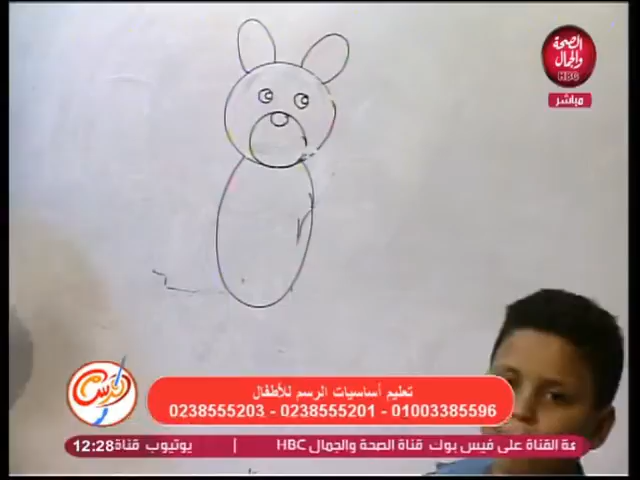 الصحة
والجمال
HBC
مباشر
تعليم أساسيات الرسم للأطفال
0238555203 - 0238555201 - 01003385596
عة القناة على فيس بوك قناة الصحة والجمال HBC | يوتيوب قناة
12:28